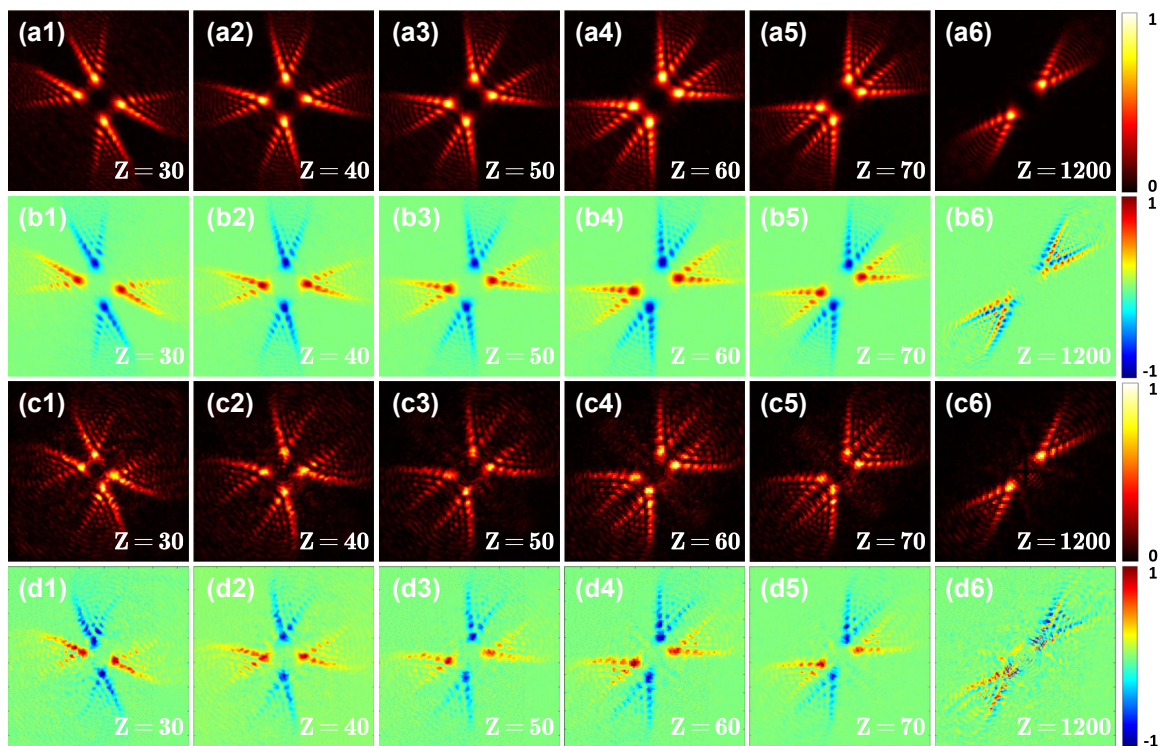 (a1) (a2) (a3) (a4) (a5) (a6) 1
Z = 30 Z = 40 Z = 50 Z = 60 Z = 70 Z = 1200 0
(b1) (b2) (b3) (b4) (b5) (b6) 1
Z = 30 Z = 40 Z = 50 Z = 60 Z = 70 Z = 1200 -1
(c1) (c2) (c3) (c4) (c5) (c6) 1
Z = 30 Z = 40 Z = 50 Z = 60 Z = 70 Z = 1200 0
(d1) (d2) (d3) (d4) (d5) (d6) 1
Z = 30 Z = 40 Z = 50 Z = 60 Z = 70 Z = 1200 -1